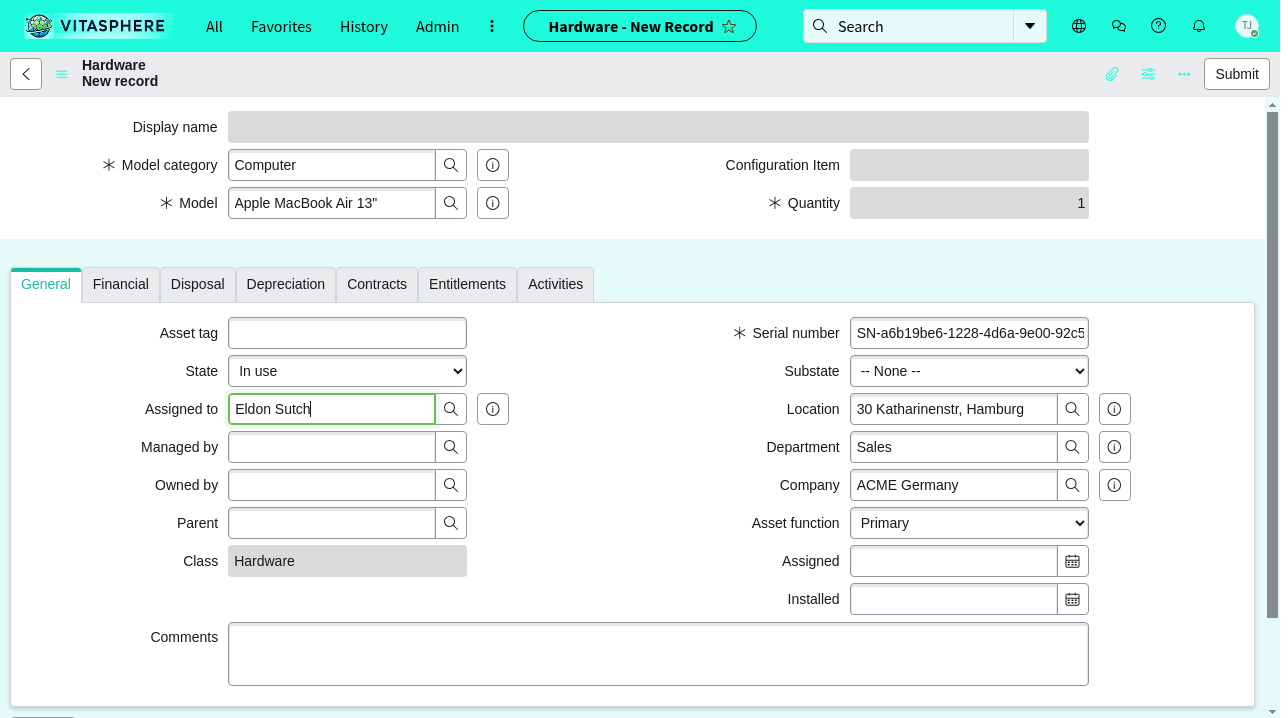 VITASPHERE
All
Favorites
History
Admin
Hardware - New Record
Search
TJ
Hardware
New record
Submit
Display name
Model category
Computer
Configuration Item
Model
Apple MacBook Air 13"
Quantity
1
General
Financial
Disposal
Depreciation
Contracts
Entitlements
Activities
Asset tag
Serial number
SN-a6b19be6-1228-4d6a-9e00-92c5
State
In use
Substate
-- None --
Assigned to
Eldon Sutch
Location
30 Katharinenstr, Hamburg
Managed by
Department
Sales
Owned by
Company
ACME Germany
Parent
Asset function
Primary
Class
Hardware
Assigned
Installed
Comments